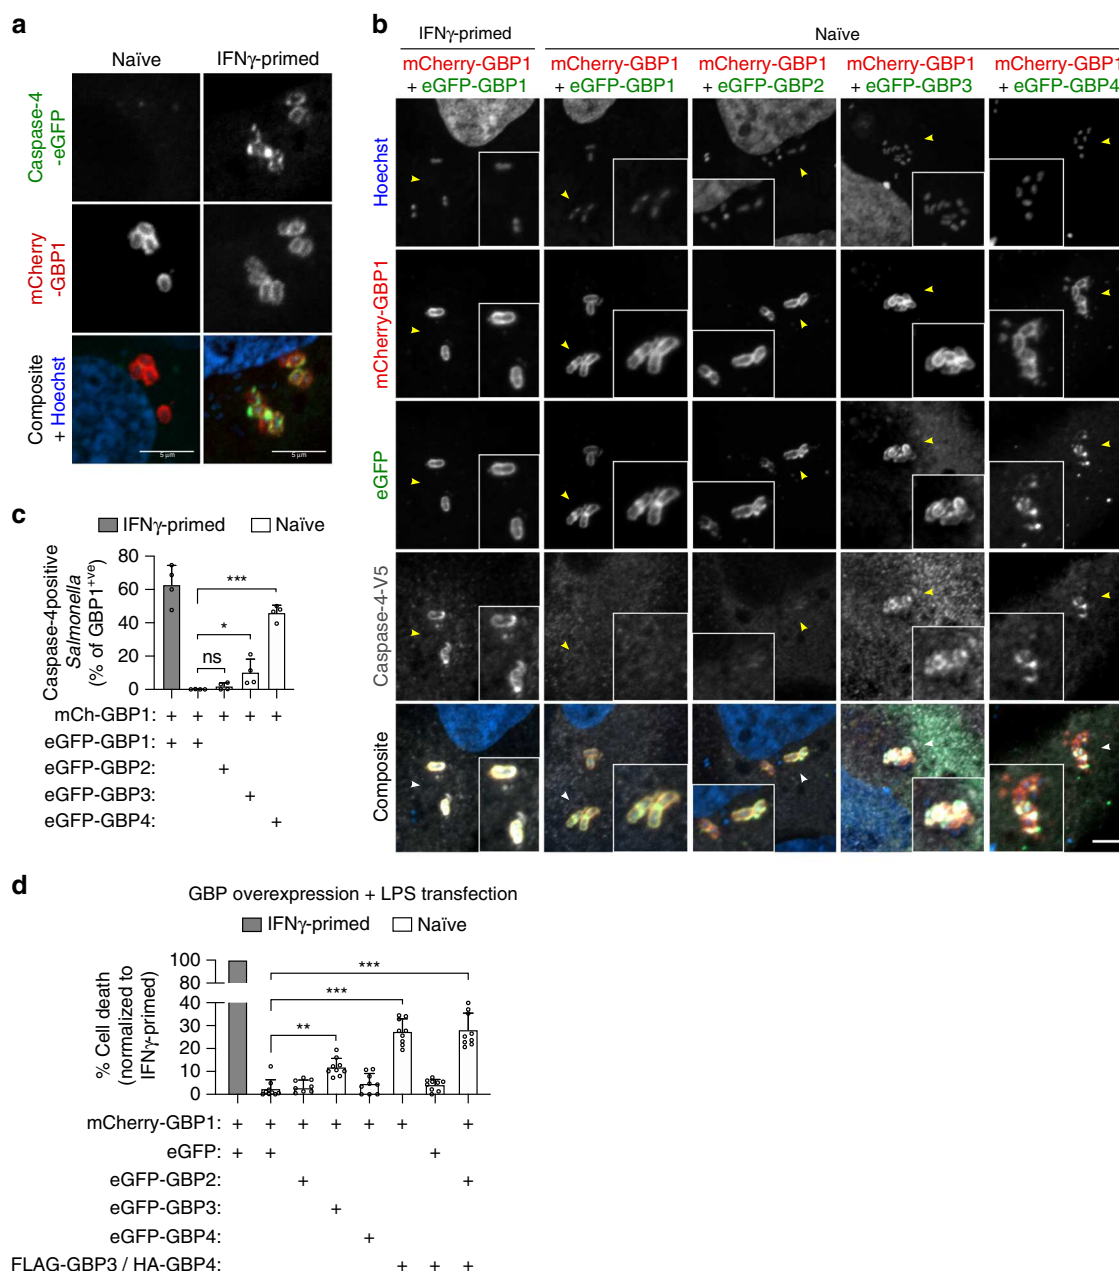 a
Naïve IFNγ-primed
Caspase-4
-eGFP
mCherry
-GBP1
Composite
+ Hoechst
5 μm 5 μm
b
IFNγ-primed Naïve
mCherry-GBP1 mCherry-GBP1 mCherry-GBP1 mCherry-GBP1 mCherry-GBP1
+ eGFP-GBP1 + eGFP-GBP1 + eGFP-GBP2 + eGFP-GBP3 + eGFP-GBP4
Hoechst
mCherry-GBP1
eGFP
Caspase-4-V5
Composite
c
IFNγ-primed Naïve
Caspase-4positive
Salmonella
(% of GBP1+ve)
80
60
40
20
0
***
*
ns
mCh-GBP1: + + + + +
eGFP-GBP1: + +
eGFP-GBP2: +
eGFP-GBP3: +
eGFP-GBP4: +
d
GBP overexpression + LPS transfection
IFNγ-primed Naïve
% Cell death
(normalized to
IFNγ-primed)
100
80
40
30
20
10
0
***
***
**
mCherry-GBP1: + + + + + + +
eGFP: + + +
eGFP-GBP2: + +
eGFP-GBP3: +
eGFP-GBP4: +
FLAG-GBP3 / HA-GBP4: + + +